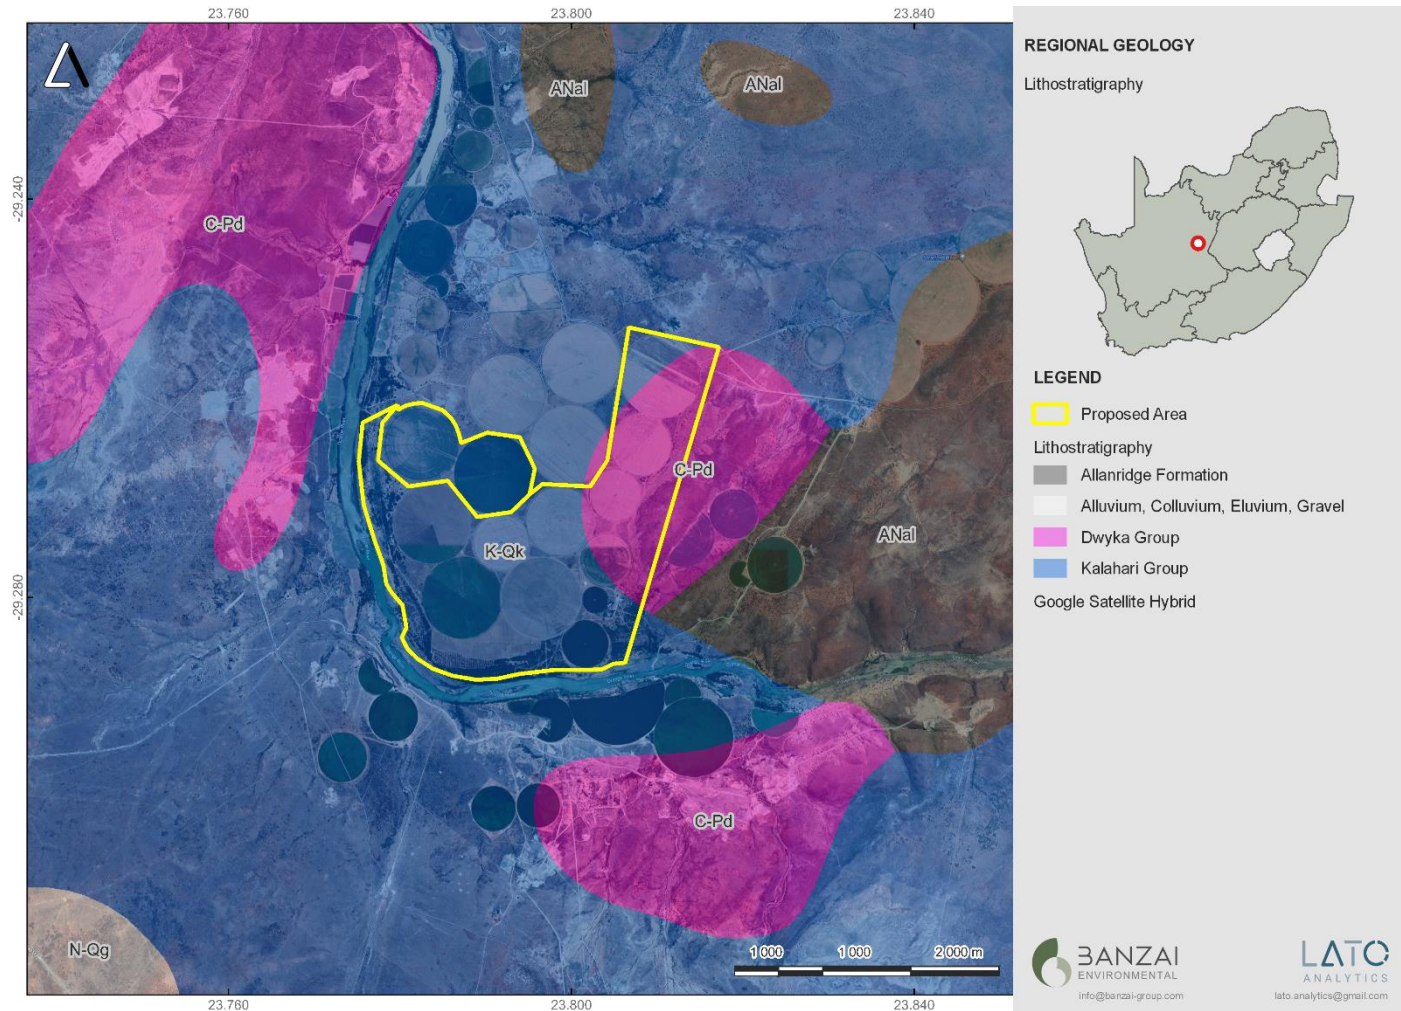 23.760
23.800
23.840
-29.240
-29.280
ANal
ANal
C-Pd
C-Pd
K-Qk
ANal
C-Pd
N-Qg
1 000
1 000
2 000 m
23.760
23.800
23.840
REGIONAL GEOLOGY
Lithostratigraphy
LEGEND
Proposed Area
Lithostratigraphy
Allanridge Formation
Alluvium, Colluvium, Eluvium, Gravel
Dwyka Group
Kalahari Group
Google Satellite Hybrid
BANZAI
ENVIRONMENTAL
info@banzai-group.com
LATO
ANALYTICS
lato.analytics@gmail.com